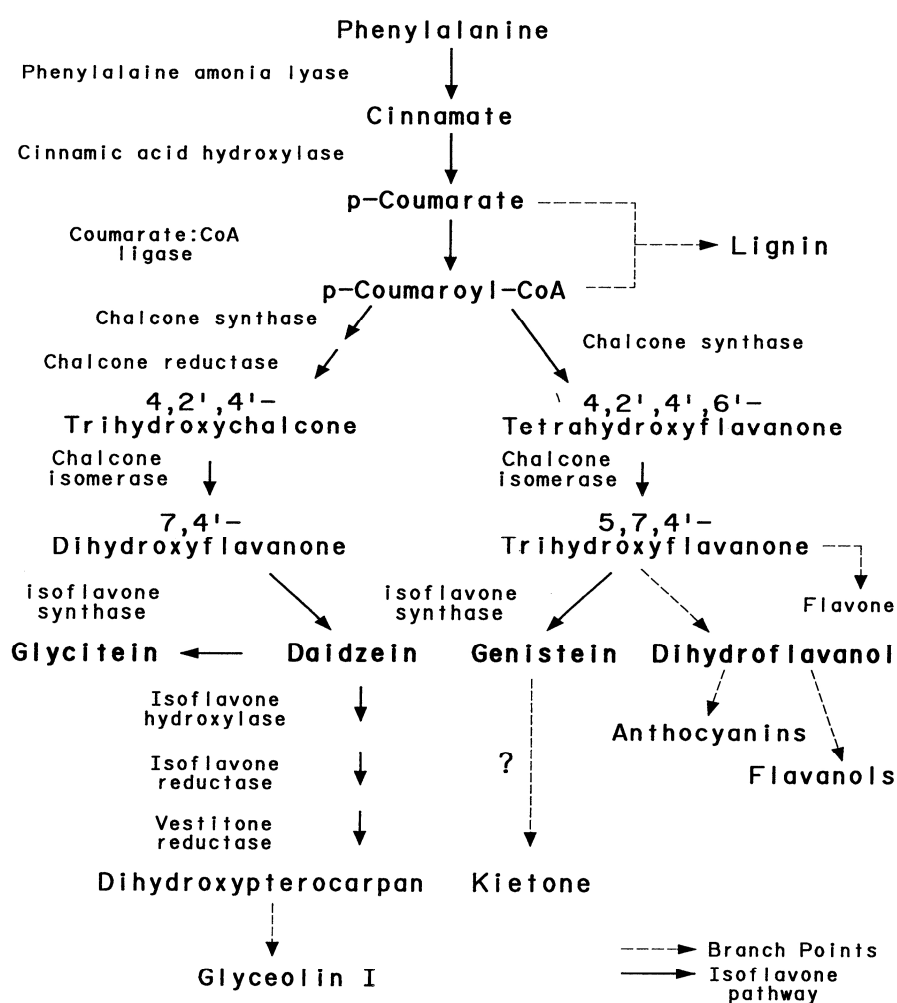 Phenylalanine
Phenylalaine amonia lyase
Cinnamate
Cinnamic acid hydroxylase
p-Coumarate
Coumarate:CoA
ligase
Lignin
p-Coumaroyl-CoA
Chalcone synthase
Chalcone reductase
Chalcone synthase
4,2',4'-
Trihydroxychalcone
4,2',4',6'-
Tetrahydroxyflavanone
Chalcone
isomerase
Chalcone
isomerase
7,4'-
Dihydroxyflavanone
5,7,4'-
Trihydroxyflavanone
isoflavone
synthase
isoflavone
synthase
Flavone
Glycitein
Daidzein
Genistein
Dihydroflavanol
Isoflavone
hydroxylase
Anthocyanins
Isoflavone
reductase
?
Flavanols
Vestitone
reductase
Dihydroxypterocarpan
Kietone
Glyceolin I
Branch Points
Isoflavone
pathway